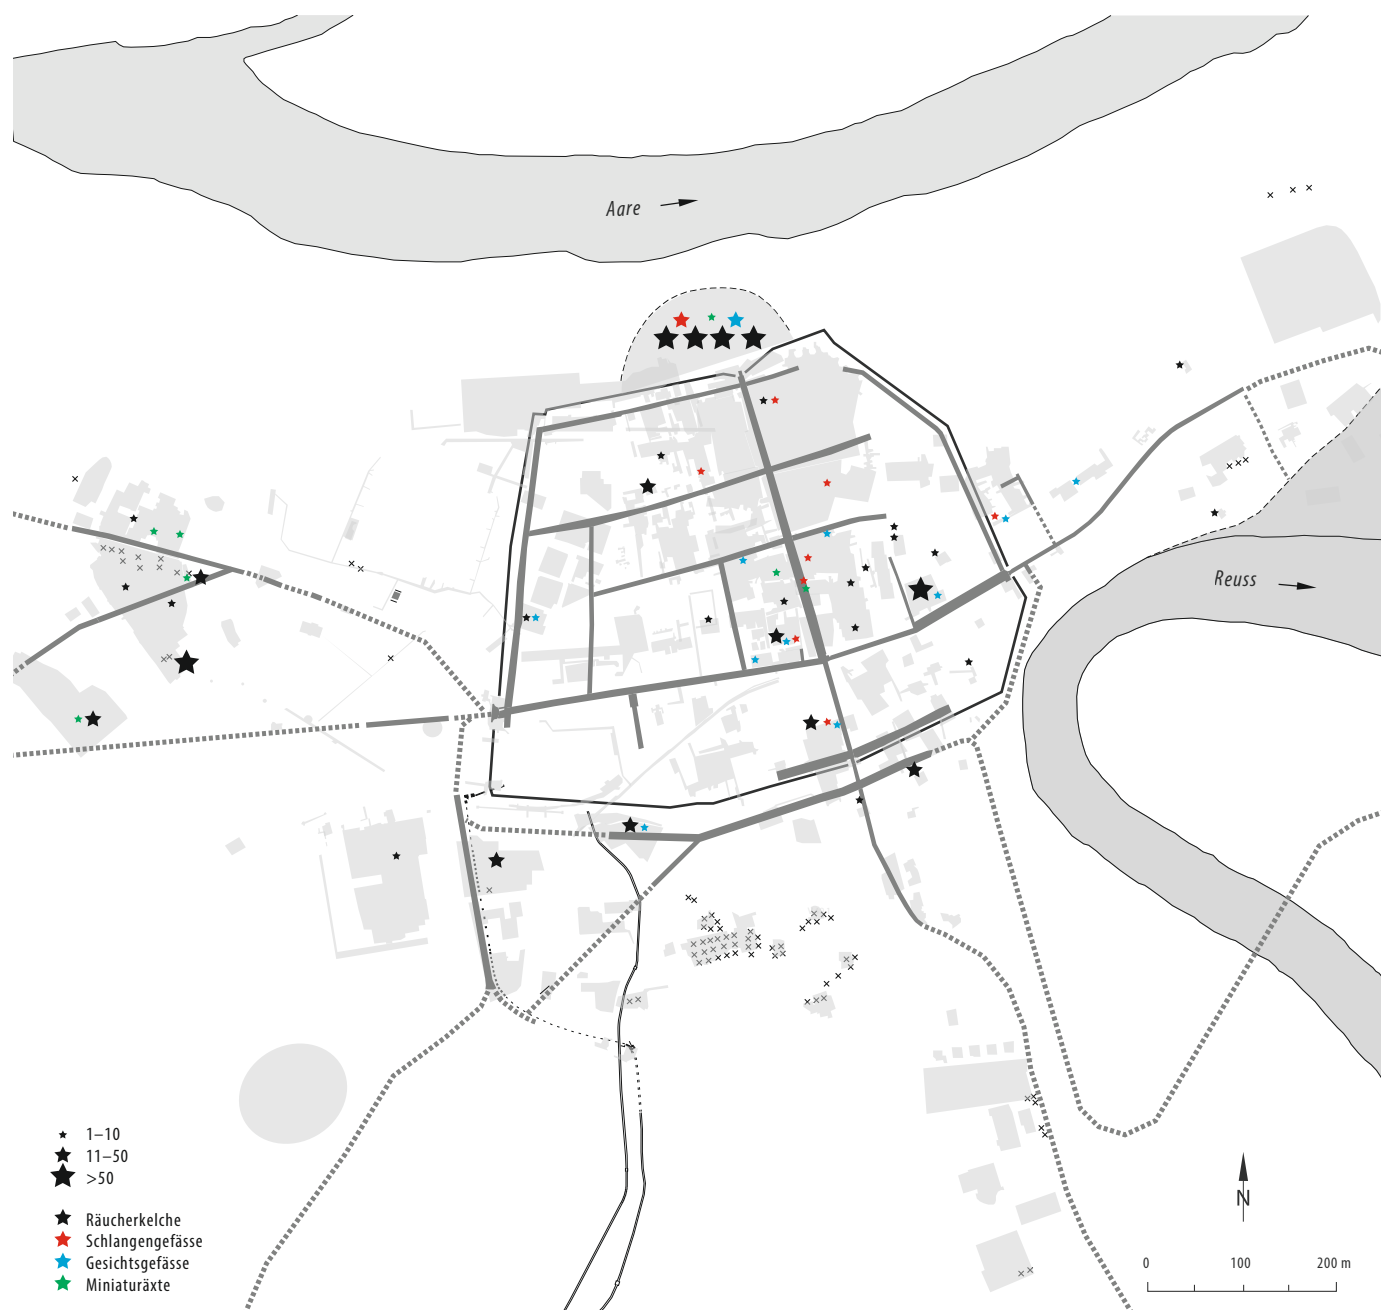 Aare
Reuss
1–10
11–50
>50
Räucherkelche
Schlangengefässe
Gesichtsgefässe
Miniaturäxte
N
0 100 200 m